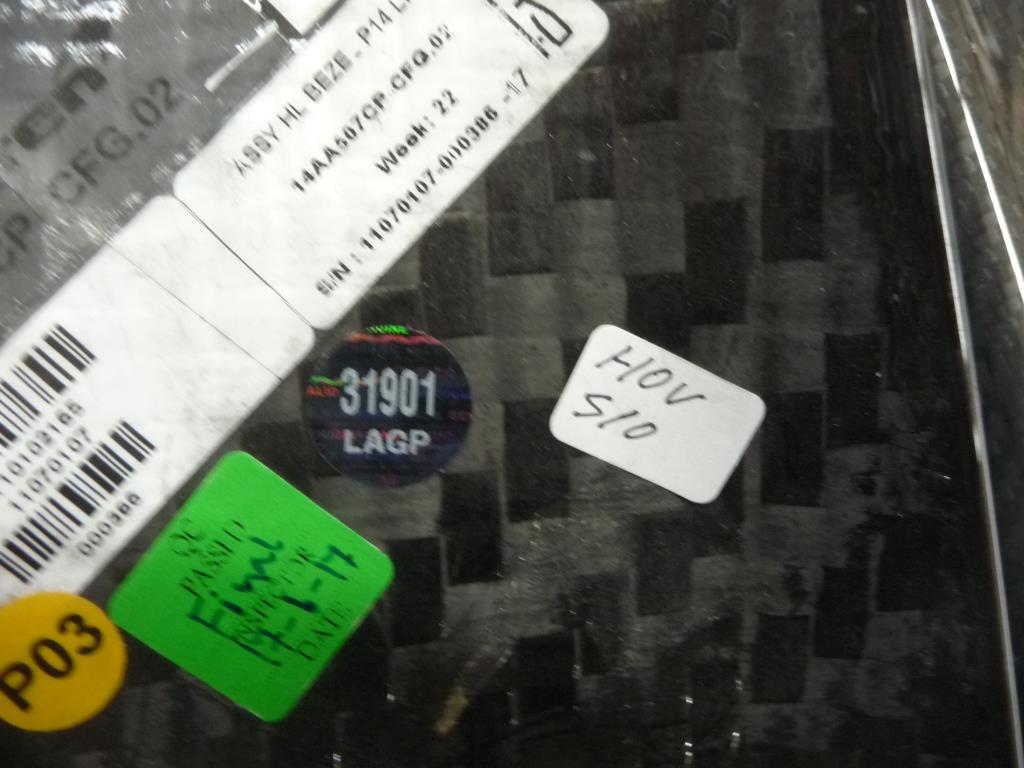 CFG.02
ASSY HL BEZE - P14
14AA507CP-CFG.02
Week: 22
S/N : 11070107-000386 -17
11070107
000386
31901
LAGP
HOV
S10
QC
PASSED
Final
DATE
P03